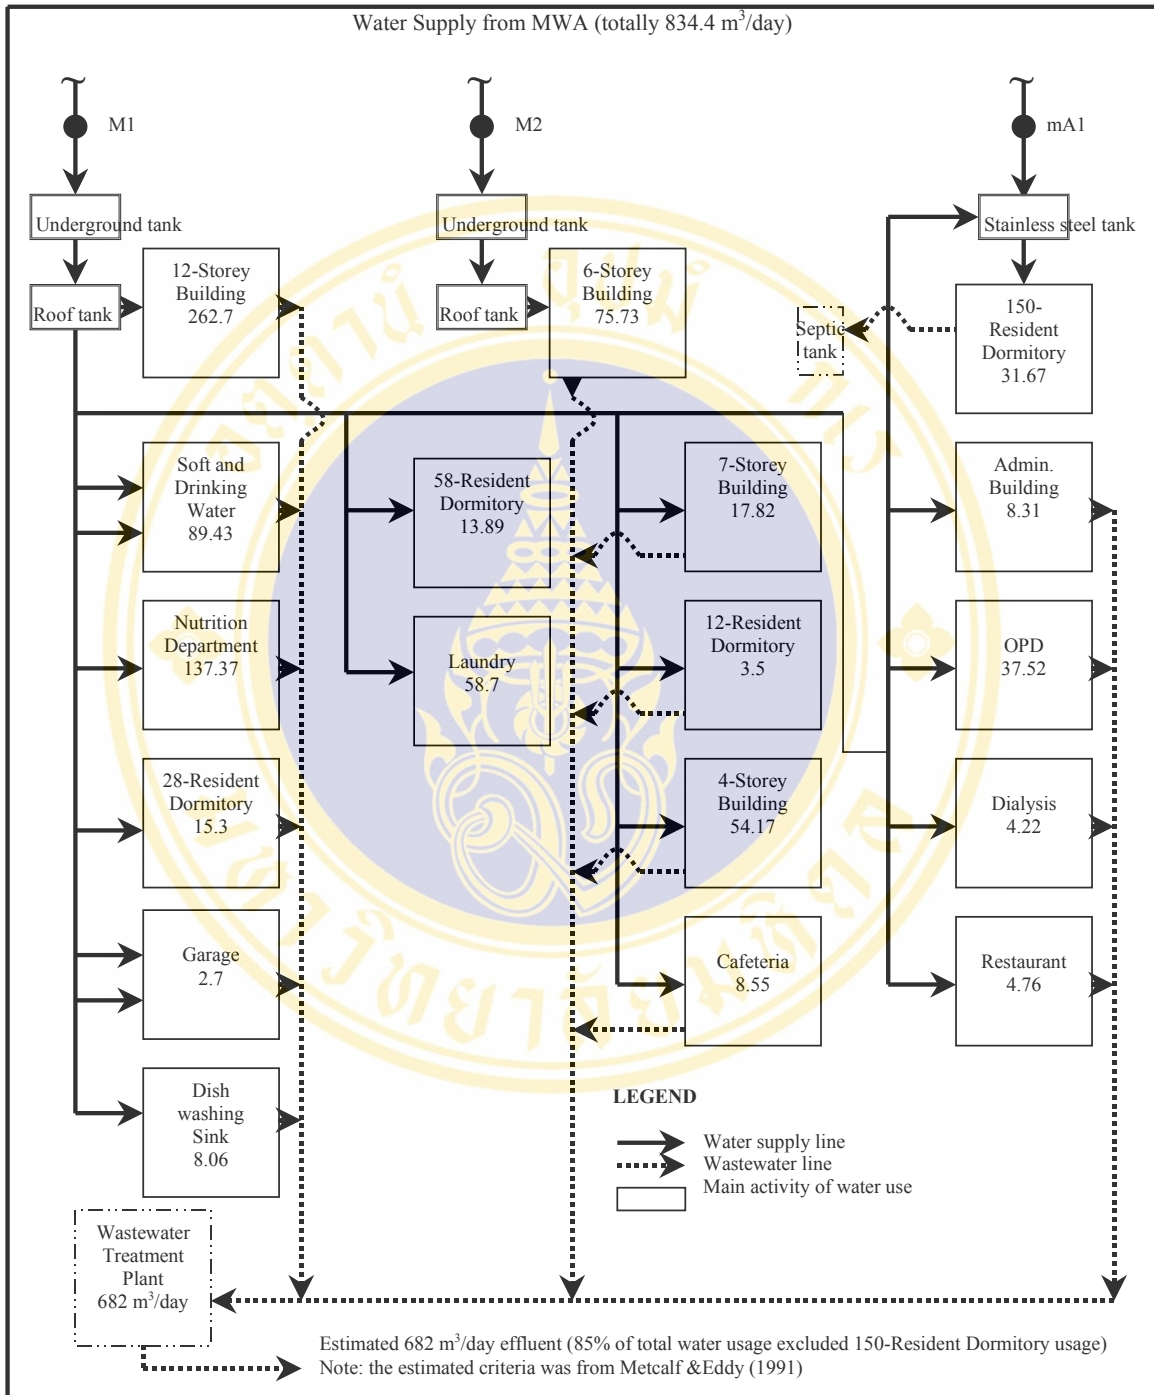 Water Supply from MWA (totally 834.4 m³/day)
M1
M2
mA1
Underground tank
Underground tank
Stainless steel tank
Roof tank
12-Storey
Building
262.7
Roof tank
6-Storey
Building
75.73
Septic
tank
150-
Resident
Dormitory
31.67
Soft and
Drinking
Water
89.43
58-Resident
Dormitory
13.89
7-Storey
Building
17.82
Admin.
Building
8.31
Nutrition
Department
137.37
Laundry
58.7
12-Resident
Dormitory
3.5
OPD
37.52
28-Resident
Dormitory
15.3
4-Storey
Building
54.17
Dialysis
4.22
Garage
2.7
Cafeteria
8.55
Restaurant
4.76
Dish
washing
Sink
8.06
LEGEND
Water supply line
Wastewater line
Main activity of water use
Wastewater
Treatment
Plant
682 m³/day
Estimated 682 m³/day effluent (85% of total water usage excluded 150-Resident Dormitory usage)
Note: the estimated criteria was from Metcalf &Eddy (1991)